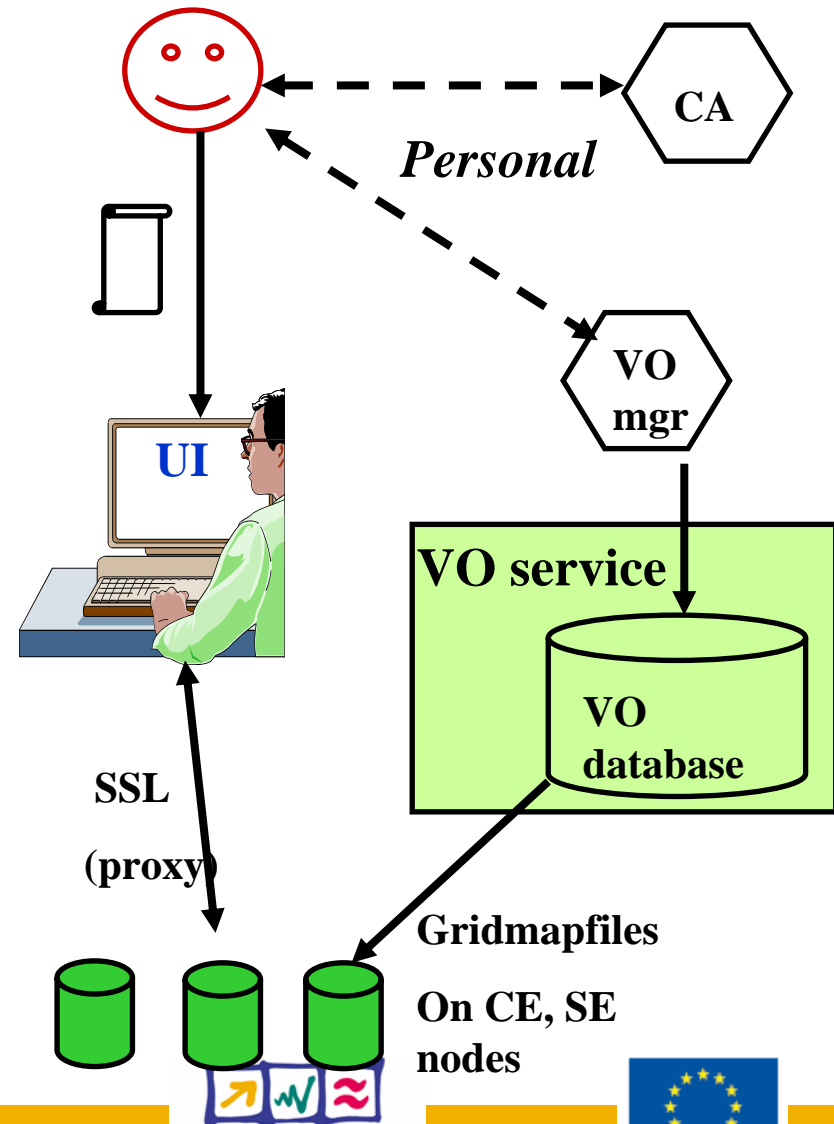 CA
Personal
VO
mgr
UI
VO service
VO
database
SSL
(proxy)
Gridmapfiles
On CE, SE
nodes